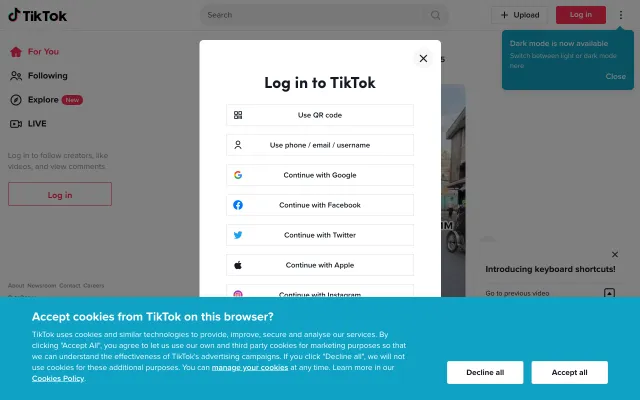 TikTok
Search
Upload
Log in
For You
Following
Explore New
LIVE
Log in to follow creators, like
videos, and view comments.
Log in
About Newsroom Contact Careers
Dark mode is now available
Switch between light or dark mode
here
Close
Log in to TikTok
Use QR code
Use phone / email / username
Continue with Google
Continue with Facebook
Continue with Twitter
Continue with Apple
Continue with Instagram
Introducing keyboard shortcuts!
Go to previous video
Accept cookies from TikTok on this browser?
TikTok uses cookies and similar technologies to provide, improve, secure and analyse our services. By
clicking "Accept All", you agree to let us use our own and third party cookies for marketing purposes so that
we can understand the effectiveness of TikTok's advertising campaigns. If you click "Decline all", we will not
use cookies for these additional purposes. You can manage your cookies at any time. Learn more in our
Cookies Policy.
Decline all
Accept all